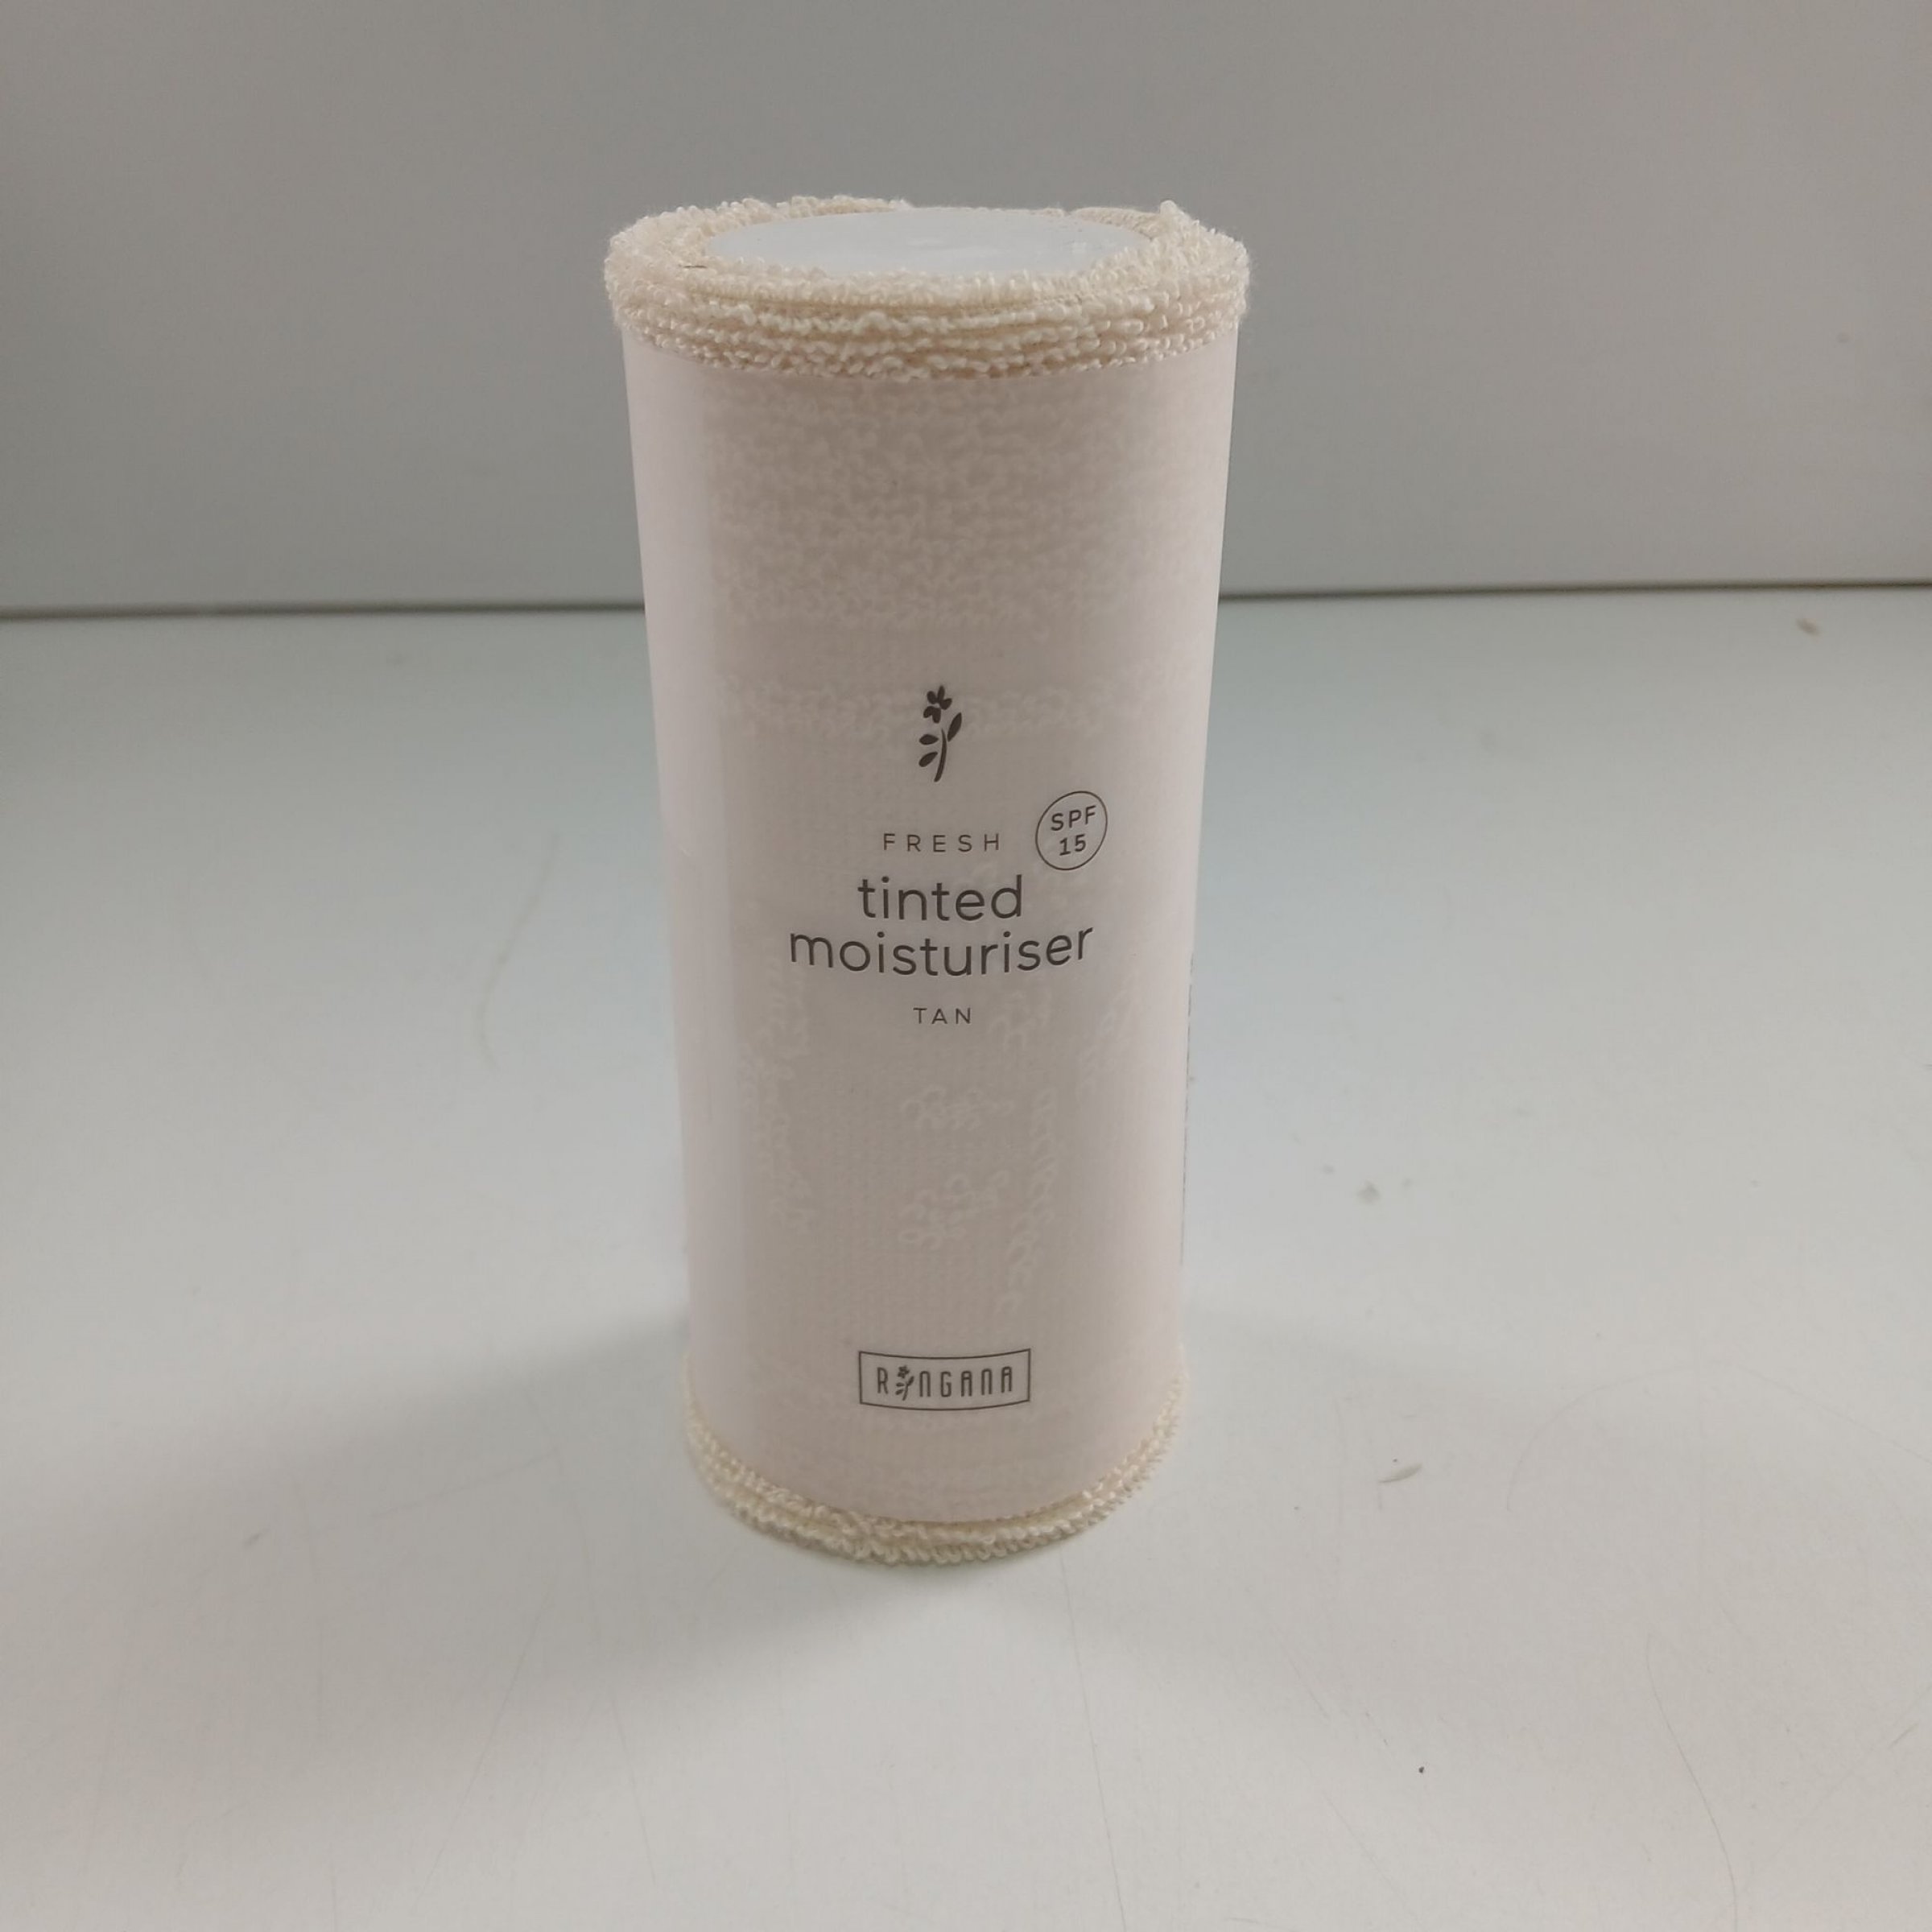 FRESH
SPF
15
tinted
moisturiser
TAN
RINGANA